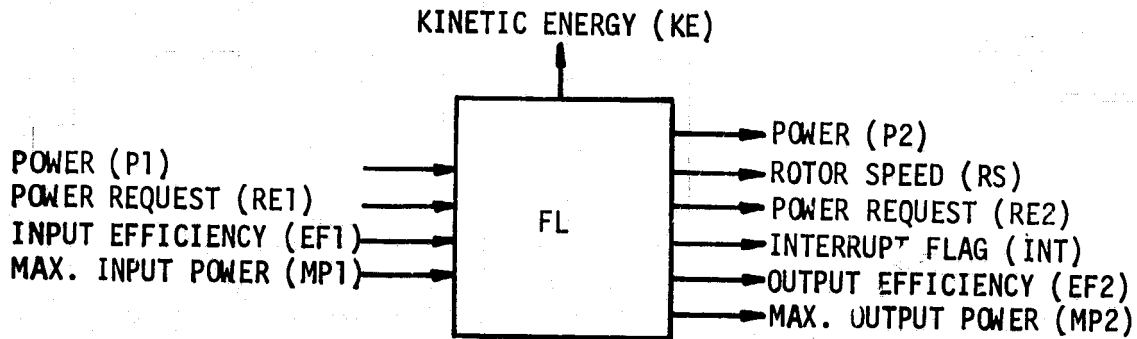 KINETIC ENERGY (KE)
POWER (P1)
POWER REQUEST (RE1)
INPUT EFFICIENCY (EF1)
MAX. INPUT POWER (MP1)
FL
POWER (P2)
ROTOR SPEED (RS)
POWER REQUEST (RE2)
INTERRUPT FLAG (INT)
OUTPUT EFFICIENCY (EF2)
MAX. OUTPUT POWER (MP2)